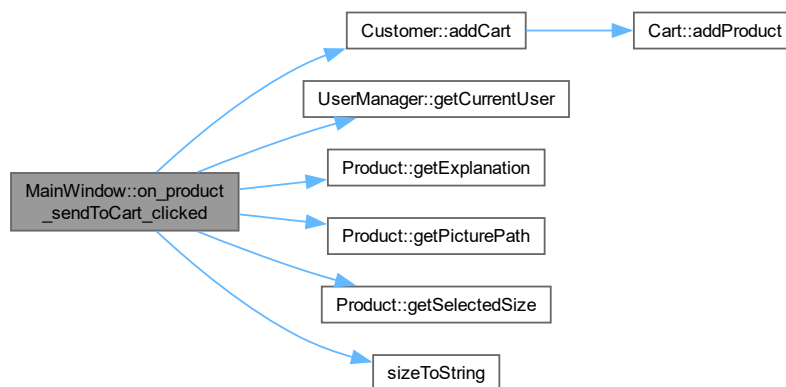 Customer::addCart
Cart::addProduct
UserManager::getCurrentUser
Product::getExplanation
MainWindow::on_product
_sendToCart_clicked
Product::getPicturePath
Product::getSelectedSize
sizeToString